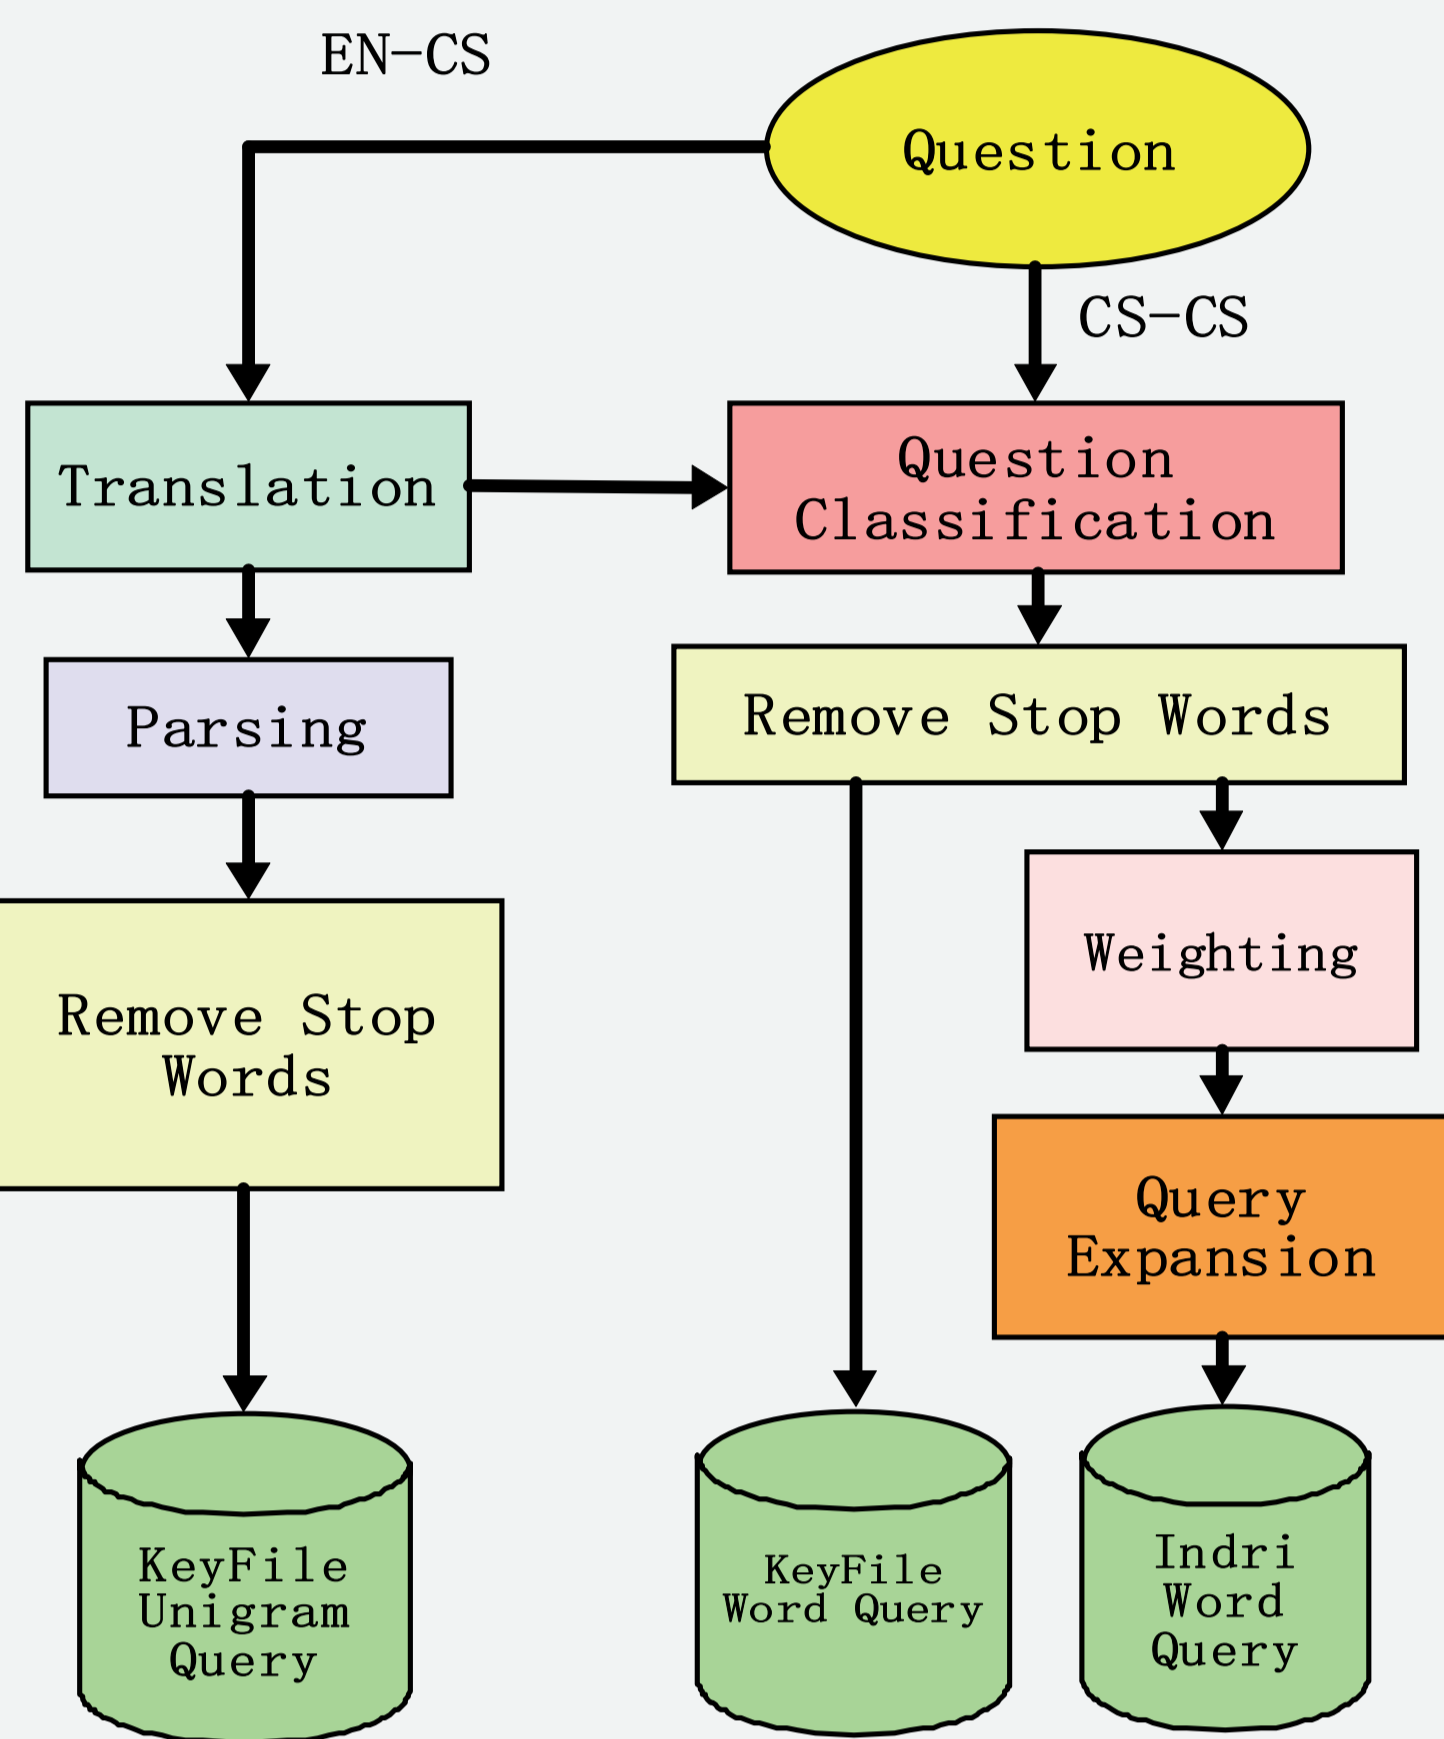 EN-CS
Question
CS-CS
Translation
Question
Classification
Parsing
Remove Stop Words
Remove Stop
Words
Weighting
Query
Expansion
KeyFile
Unigram
Query
KeyFile
Word Query
Indri
Word
Query